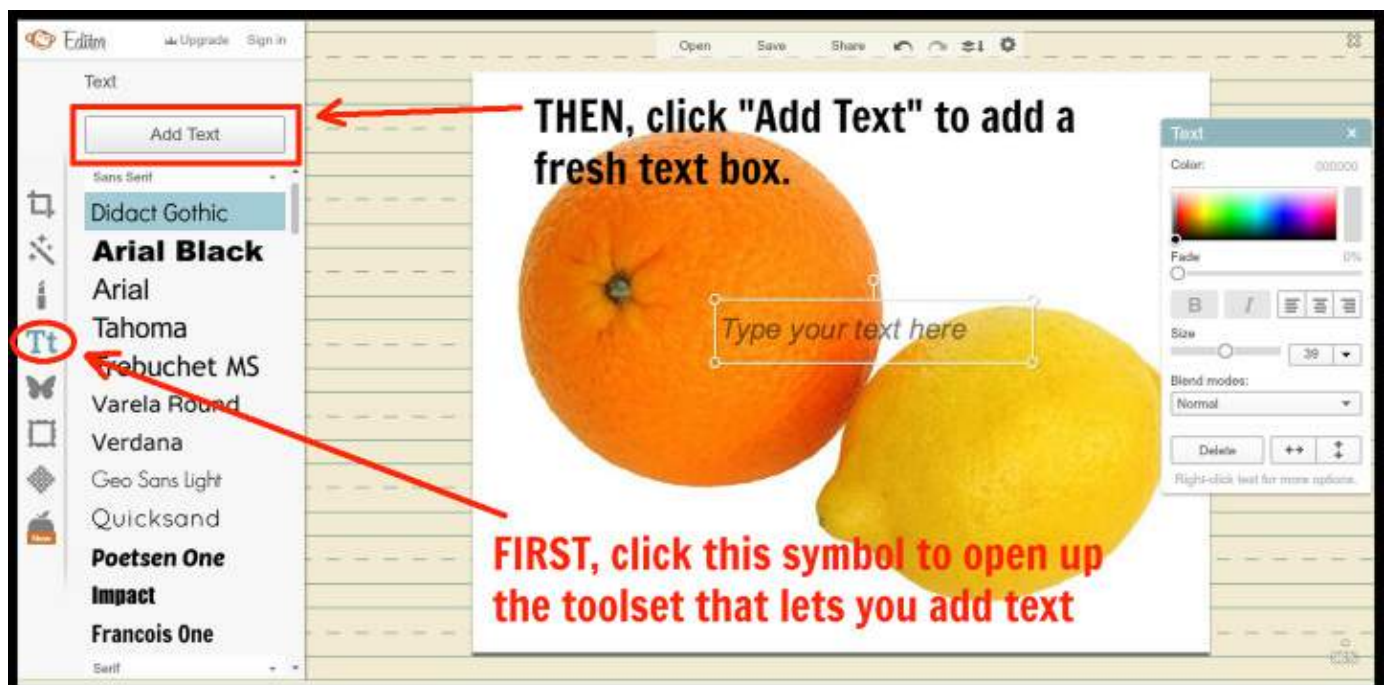 Editor
Upgrade Sign in
Open Save Share
Text
Add Text
Sans Serif
Didact Gothic
Arial Black
Arial
Tahoma
Trebuchet MS
Varela Round
Verdana
Geo Sans Light
Quicksand
Poetsen One
Impact
Francois One
Serif
Tt
New
THEN, click "Add Text" to add a
fresh text box.
Type your text here
FIRST, click this symbol to open up
the toolset that lets you add text
Text ×
Color: 000000
Fade 0%
B I
Size
39
Blend modes:
Normal
Delete
Right-click text for more options.